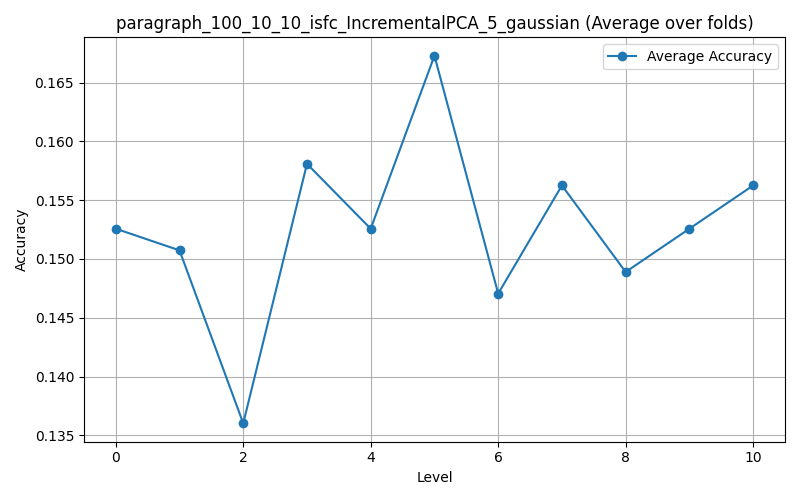 paragraph_100_10_10_isfc_IncrementalPCA_5_gaussian (Average over folds)
Average Accuracy
0.165
0.160
0.155
0.150
0.145
0.140
0.135
Accuracy
0 2 4 6 8 10
Level